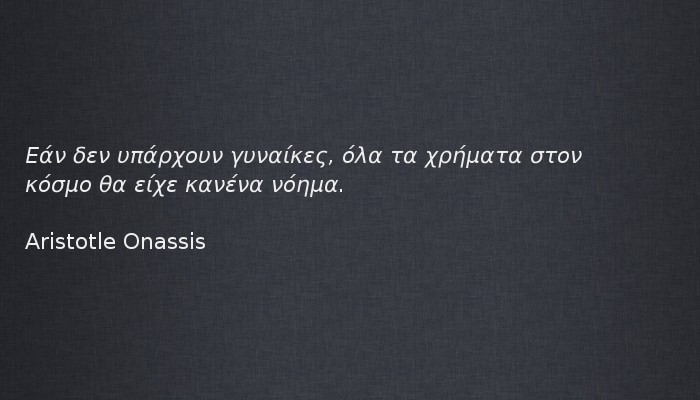 Εάν δεν υπάρχουν γυναίκες, όλα τα χρήματα στον
κόσμο θα είχε κανένα νόημα.
Aristotle Onassis